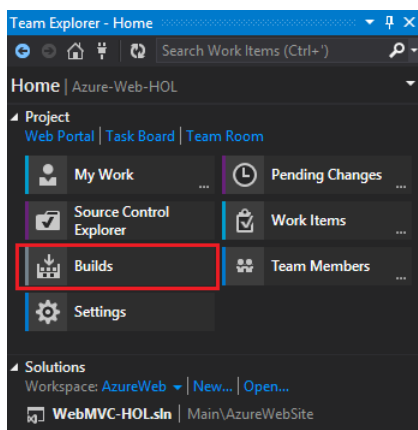 Team Explorer - Home
Search Work Items (Ctrl+')
Home | Azure-Web-HOL
Project
Web Portal | Task Board | Team Room
My Work ...
Pending Changes ...
Source Control Explorer
Work Items ...
Builds
Team Members ...
Settings
Solutions
Workspace: AzureWeb | New... | Open...
WebMVC-HOL.sln | Main\AzureWebSite